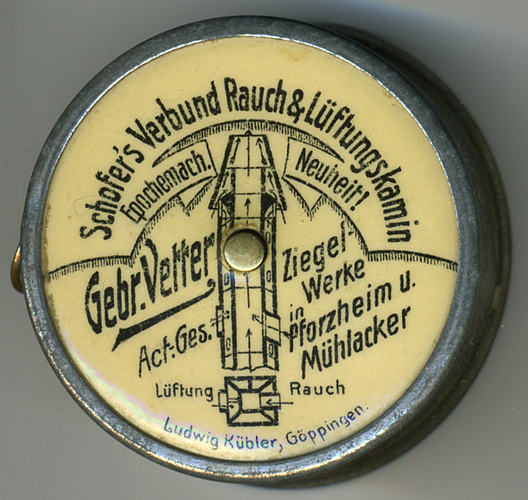 Schofer's Verbund Rauch & Lüftungskamin
Epochemach. Neuheit!
Gebr. Vetter
Act.-Ges.
Ziegel
Werke
in
Pforzheim u.
Mühlacker
Lüftung Rauch
Ludwig Kübler, Göppingen.